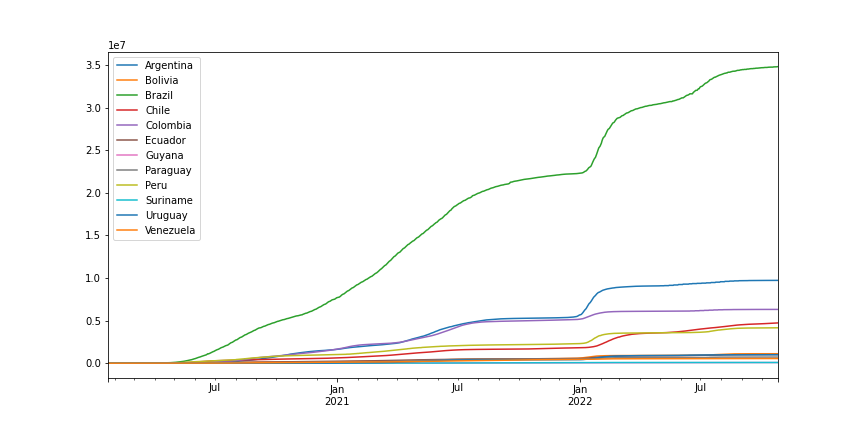 1e7
3.5
3.0
2.5
2.0
1.5
1.0
0.5
0.0
Argentina
Bolivia
Brazil
Chile
Colombia
Ecuador
Guyana
Paraguay
Peru
Suriname
Uruguay
Venezuela
Jul
Jan
2021
Jul
Jan
2022
Jul